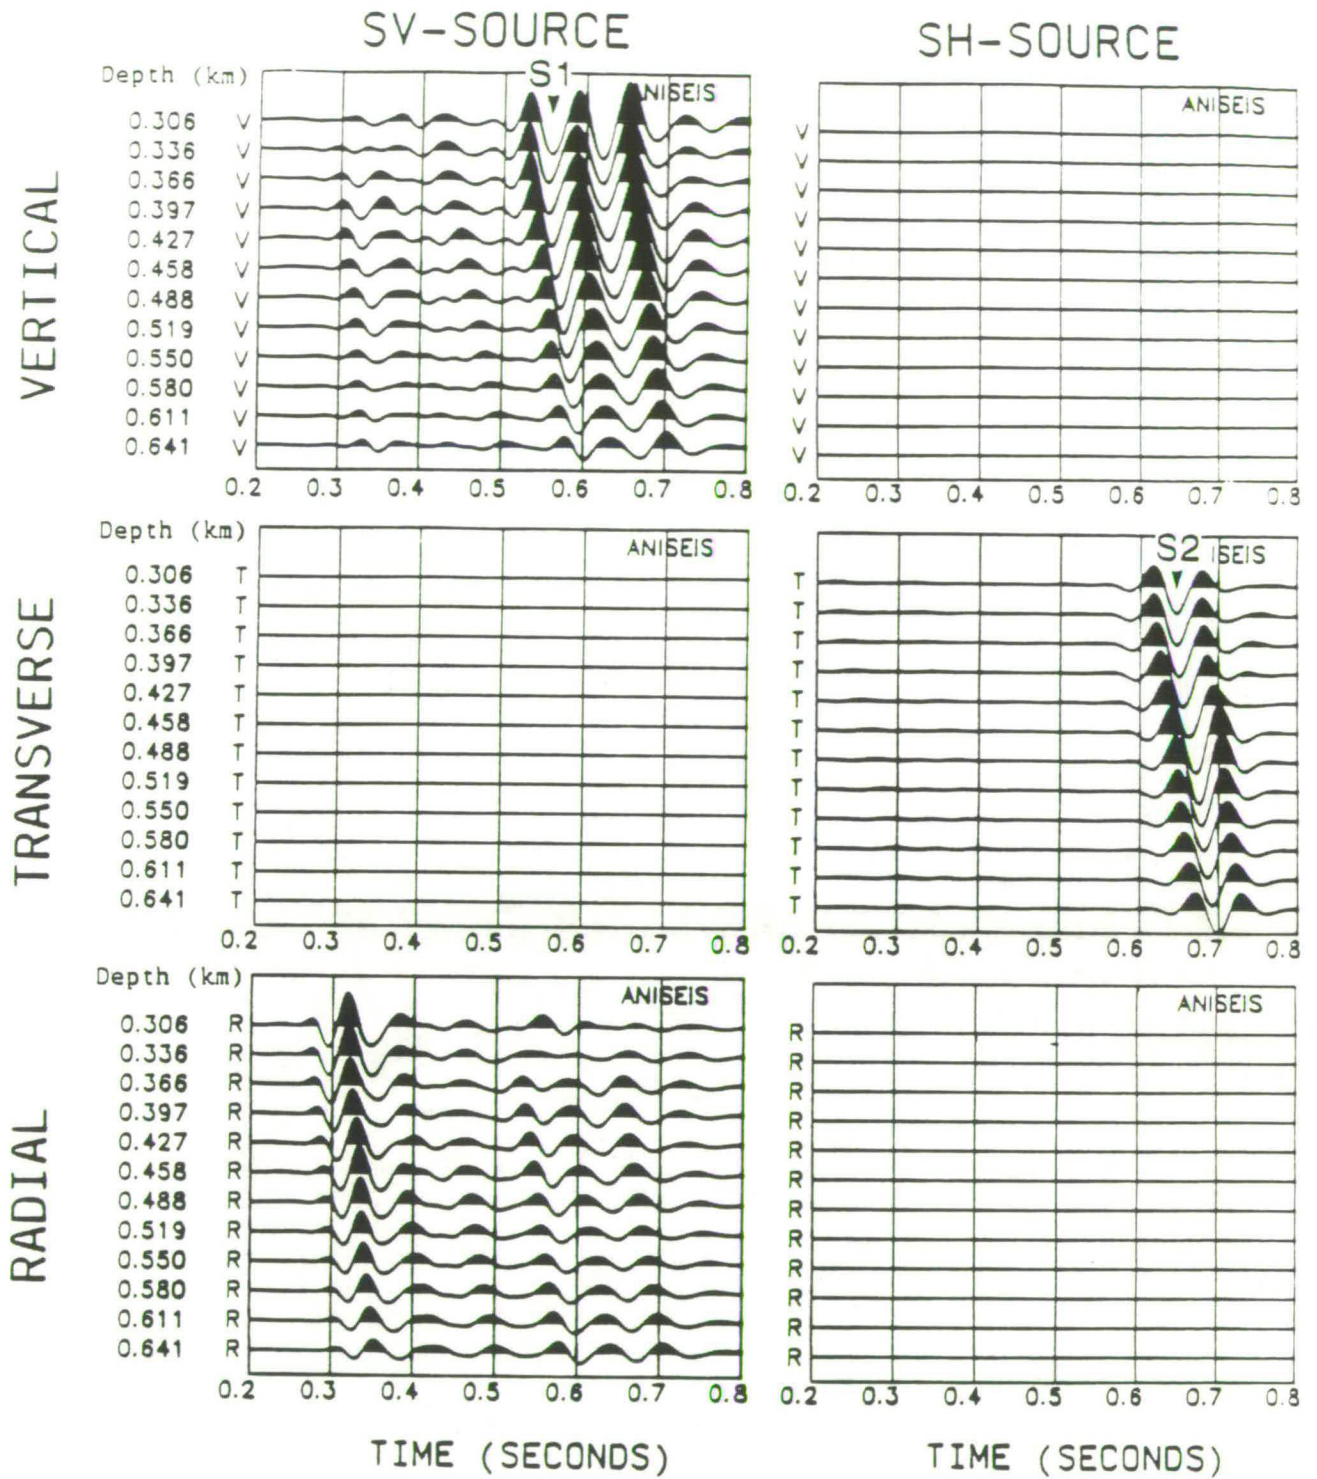 SV-SOURCE
SH-SOURCE
Depth (km)
S1
ANISEIS
ANISEIS
0.306 V V
0.336 V V
0.366 V V
0.397 V V
0.427 V V
0.458 V V
0.488 V V
0.519 V V
0.550 V V
0.580 V V
0.611 V V
0.641 V V
VERTICAL
0.2 0.3 0.4 0.5 0.6 0.7 0.8
0.2 0.3 0.4 0.5 0.6 0.7 0.8
Depth (km)
ANISEIS
S2 ISEIS
0.306 T T
0.336 T T
0.366 T T
0.397 T T
0.427 T T
0.458 T T
0.488 T T
0.519 T T
0.550 T T
0.580 T T
0.611 T T
0.641 T T
TRANSVERSE
0.2 0.3 0.4 0.5 0.6 0.7 0.8
0.2 0.3 0.4 0.5 0.6 0.7 0.8
Depth (km)
ANISEIS
ANISEIS
0.306 R R
0.336 R R
0.366 R R
0.397 R R
0.427 R R
0.458 R R
0.488 R R
0.519 R R
0.550 R R
0.580 R R
0.611 R R
0.641 R R
RADIAL
0.2 0.3 0.4 0.5 0.6 0.7 0.8
0.2 0.3 0.4 0.5 0.6 0.7 0.8
TIME (SECONDS)
TIME (SECONDS)